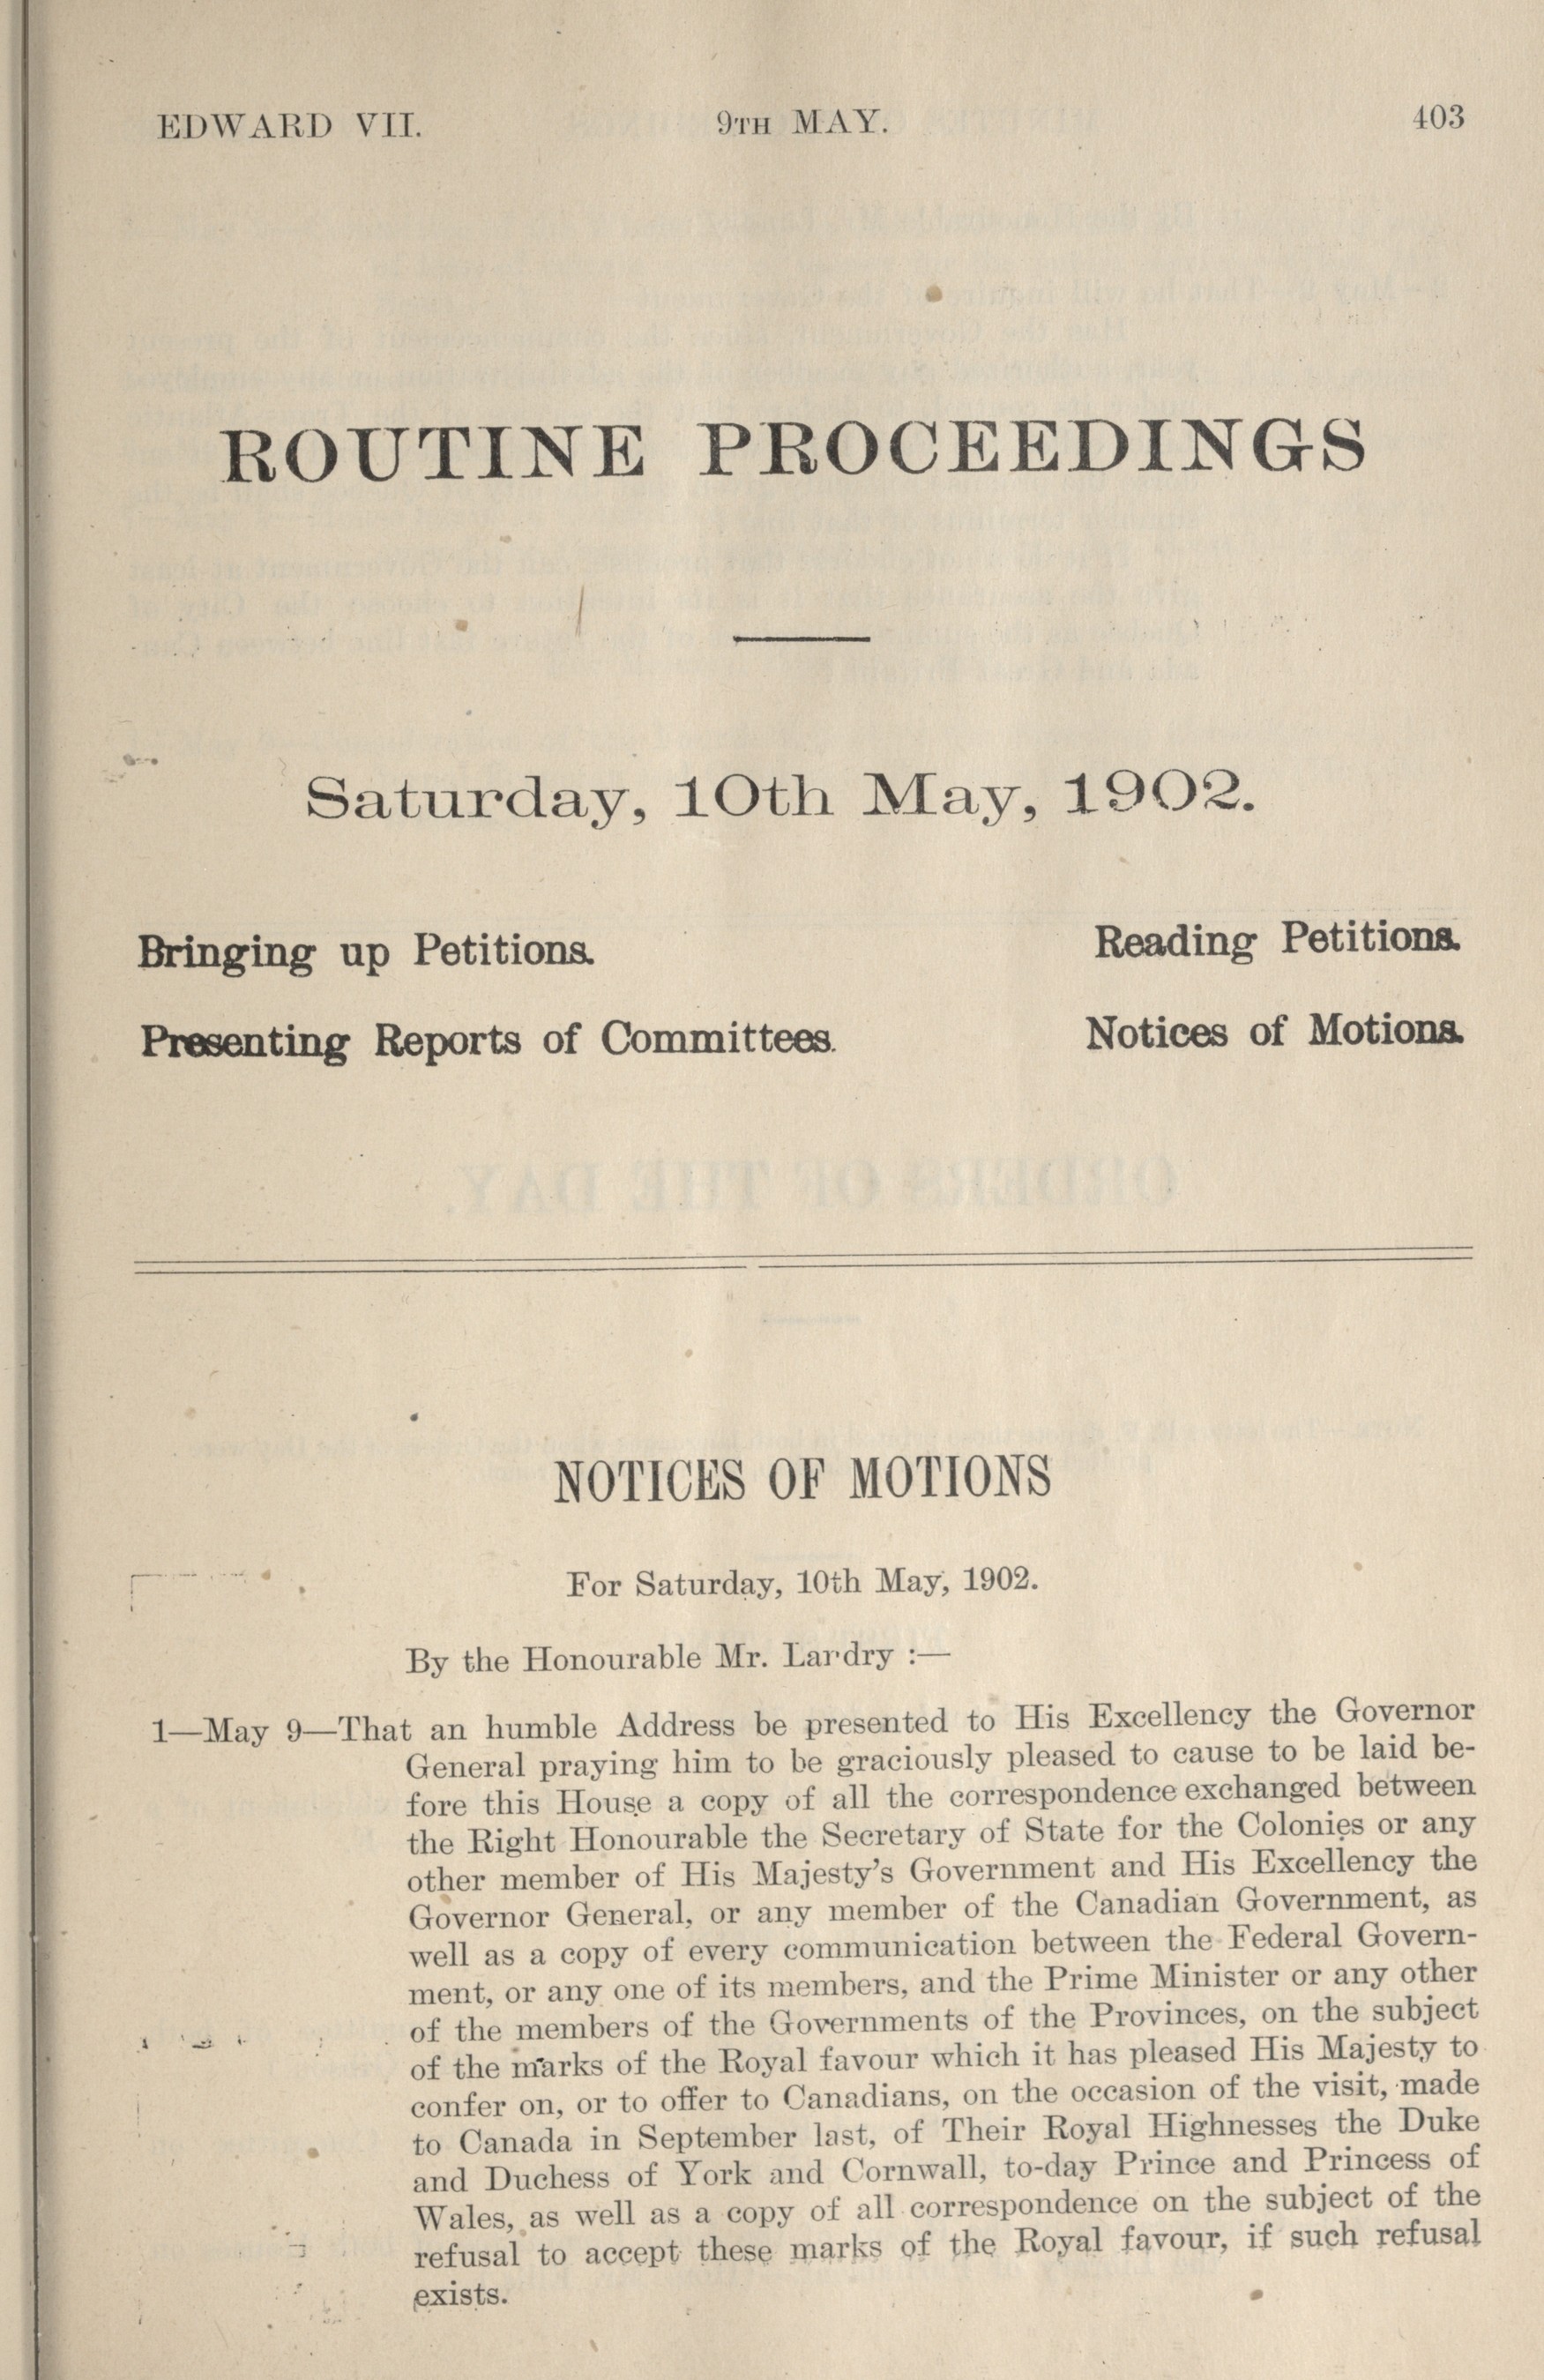 EDWARD VII. 9TH MAY. 403
ROUTINE PROCEEDINGS
Saturday, 10th May, 1902.
Bringing up Petitions. Reading Petitions.
Presenting Reports of Committees. Notices of Motions.
NOTICES OF MOTIONS
For Saturday, 10th May, 1902.
By the Honourable Mr. Landry :—
1—May 9—That an humble Address be presented to His Excellency the Governor
General praying him to be graciously pleased to cause to be laid be-
fore this House a copy of all the correspondence exchanged between
the Right Honourable the Secretary of State for the Colonies or any
other member of His Majesty's Government and His Excellency the
Governor General, or any member of the Canadian Government, as
well as a copy of every communication between the Federal Govern-
ment, or any one of its members, and the Prime Minister or any other
of the members of the Governments of the Provinces, on the subject
of the marks of the Royal favour which it has pleased His Majesty to
confer on, or to offer to Canadians, on the occasion of the visit, made
to Canada in September last, of Their Royal Highnesses the Duke
and Duchess of York and Cornwall, to-day Prince and Princess of
Wales, as well as a copy of all correspondence on the subject of the
refusal to accept these marks of the Royal favour, if such refusal
exists.